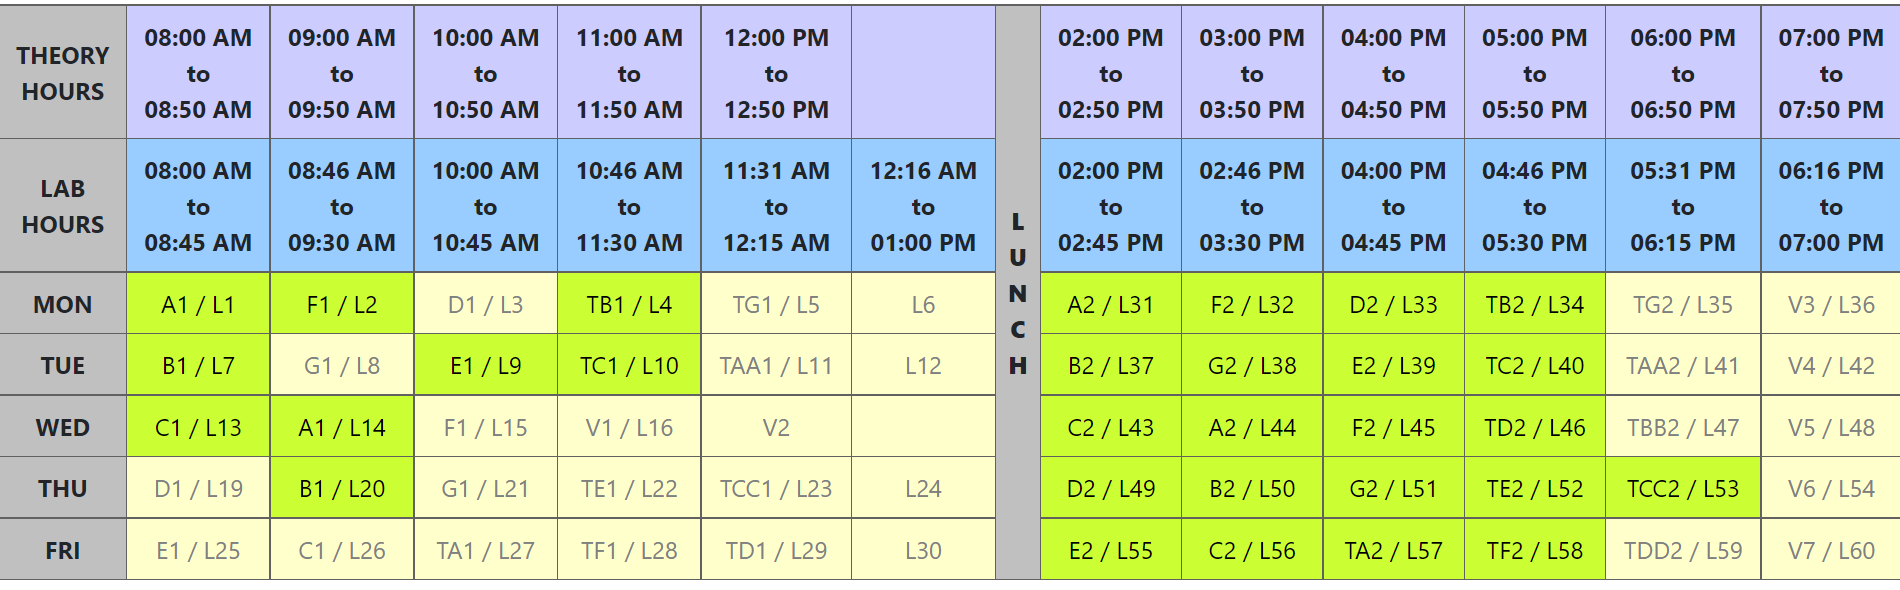 THEORY HOURS 08:00 AM to 08:50 AM 09:00 AM to 09:50 AM 10:00 AM to 10:50 AM 11:00 AM to 11:50 AM 12:00 PM to 12:50 PM LUNCH 02:00 PM to 02:50 PM 03:00 PM to 03:50 PM 04:00 PM to 04:50 PM 05:00 PM to 05:50 PM 06:00 PM to 06:50 PM 07:00 PM to 07:50 PM
LAB HOURS 08:00 AM to 08:45 AM 08:46 AM to 09:30 AM 10:00 AM to 10:45 AM 10:46 AM to 11:30 AM 11:31 AM to 12:15 AM 12:16 AM to 01:00 PM 02:00 PM to 02:45 PM 02:46 PM to 03:30 PM 04:00 PM to 04:45 PM 04:46 PM to 05:30 PM 05:31 PM to 06:15 PM 06:16 PM to 07:00 PM
MON A1 / L1 F1 / L2 D1 / L3 TB1 / L4 TG1 / L5 L6 A2 / L31 F2 / L32 D2 / L33 TB2 / L34 TG2 / L35 V3 / L36
TUE B1 / L7 G1 / L8 E1 / L9 TC1 / L10 TAA1 / L11 L12 B2 / L37 G2 / L38 E2 / L39 TC2 / L40 TAA2 / L41 V4 / L42
WED C1 / L13 A1 / L14 F1 / L15 V1 / L16 V2 C2 / L43 A2 / L44 F2 / L45 TD2 / L46 TBB2 / L47 V5 / L48
THU D1 / L19 B1 / L20 G1 / L21 TE1 / L22 TCC1 / L23 L24 D2 / L49 B2 / L50 G2 / L51 TE2 / L52 TCC2 / L53 V6 / L54
FRI E1 / L25 C1 / L26 TA1 / L27 TF1 / L28 TD1 / L29 L30 E2 / L55 C2 / L56 TA2 / L57 TF2 / L58 TDD2 / L59 V7 / L60